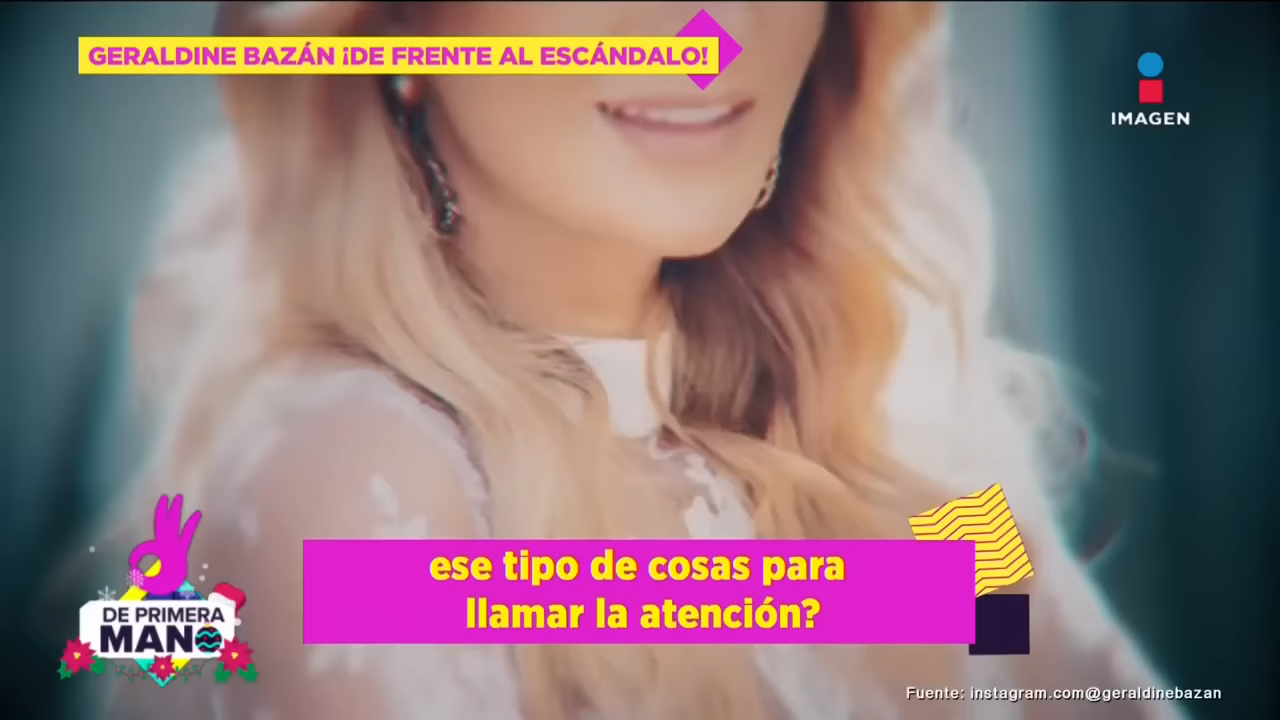 GERALDINE BAZÁN ¡DE FRENTE AL ESCÁNDALO!
IMAGEN
ese tipo de cosas para
llamar la atención?
DE PRIMERA
MANO
Fuente: instagram.com@geraldinebazan